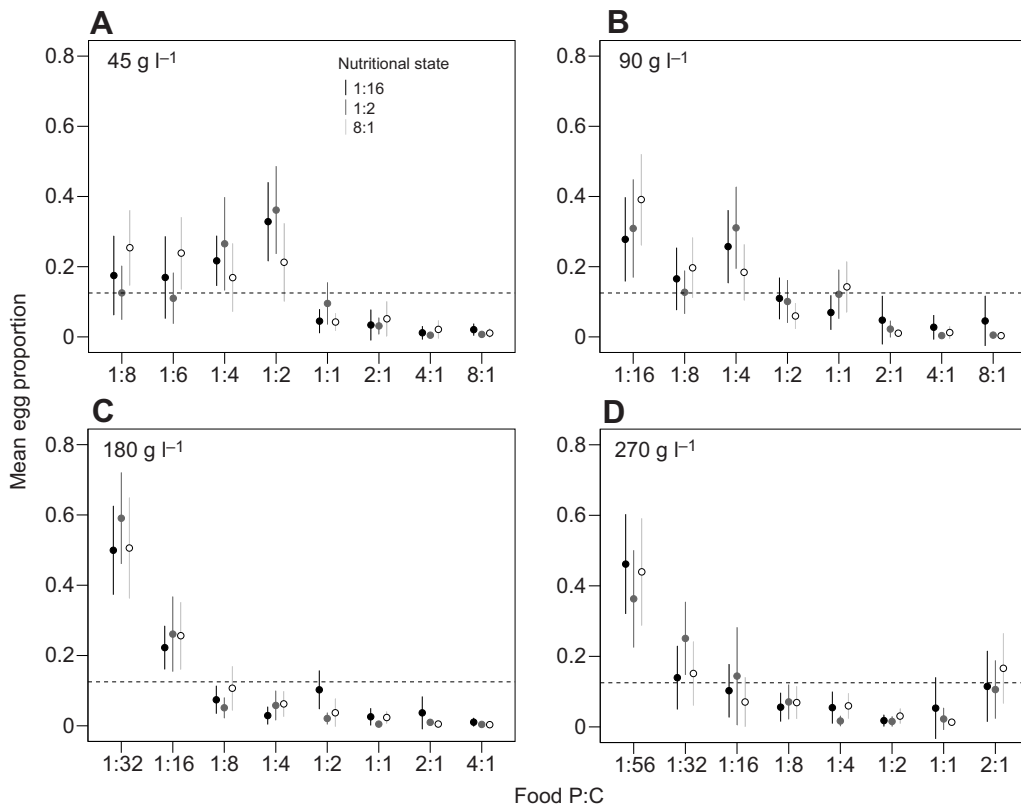 A
45 g l–1
Nutritional state
1:16
1:2
8:1
0.8
0.6
0.4
0.2
0
1:8 1:6 1:4 1:2 1:1 2:1 4:1 8:1
B
90 g l–1
0.8
0.6
0.4
0.2
0
1:16 1:8 1:4 1:2 1:1 2:1 4:1 8:1
Mean egg proportion
C
180 g l–1
0.8
0.6
0.4
0.2
0
1:32 1:16 1:8 1:4 1:2 1:1 2:1 4:1
D
270 g l–1
0.8
0.6
0.4
0.2
0
1:56 1:32 1:16 1:8 1:4 1:2 1:1 2:1
Food P:C